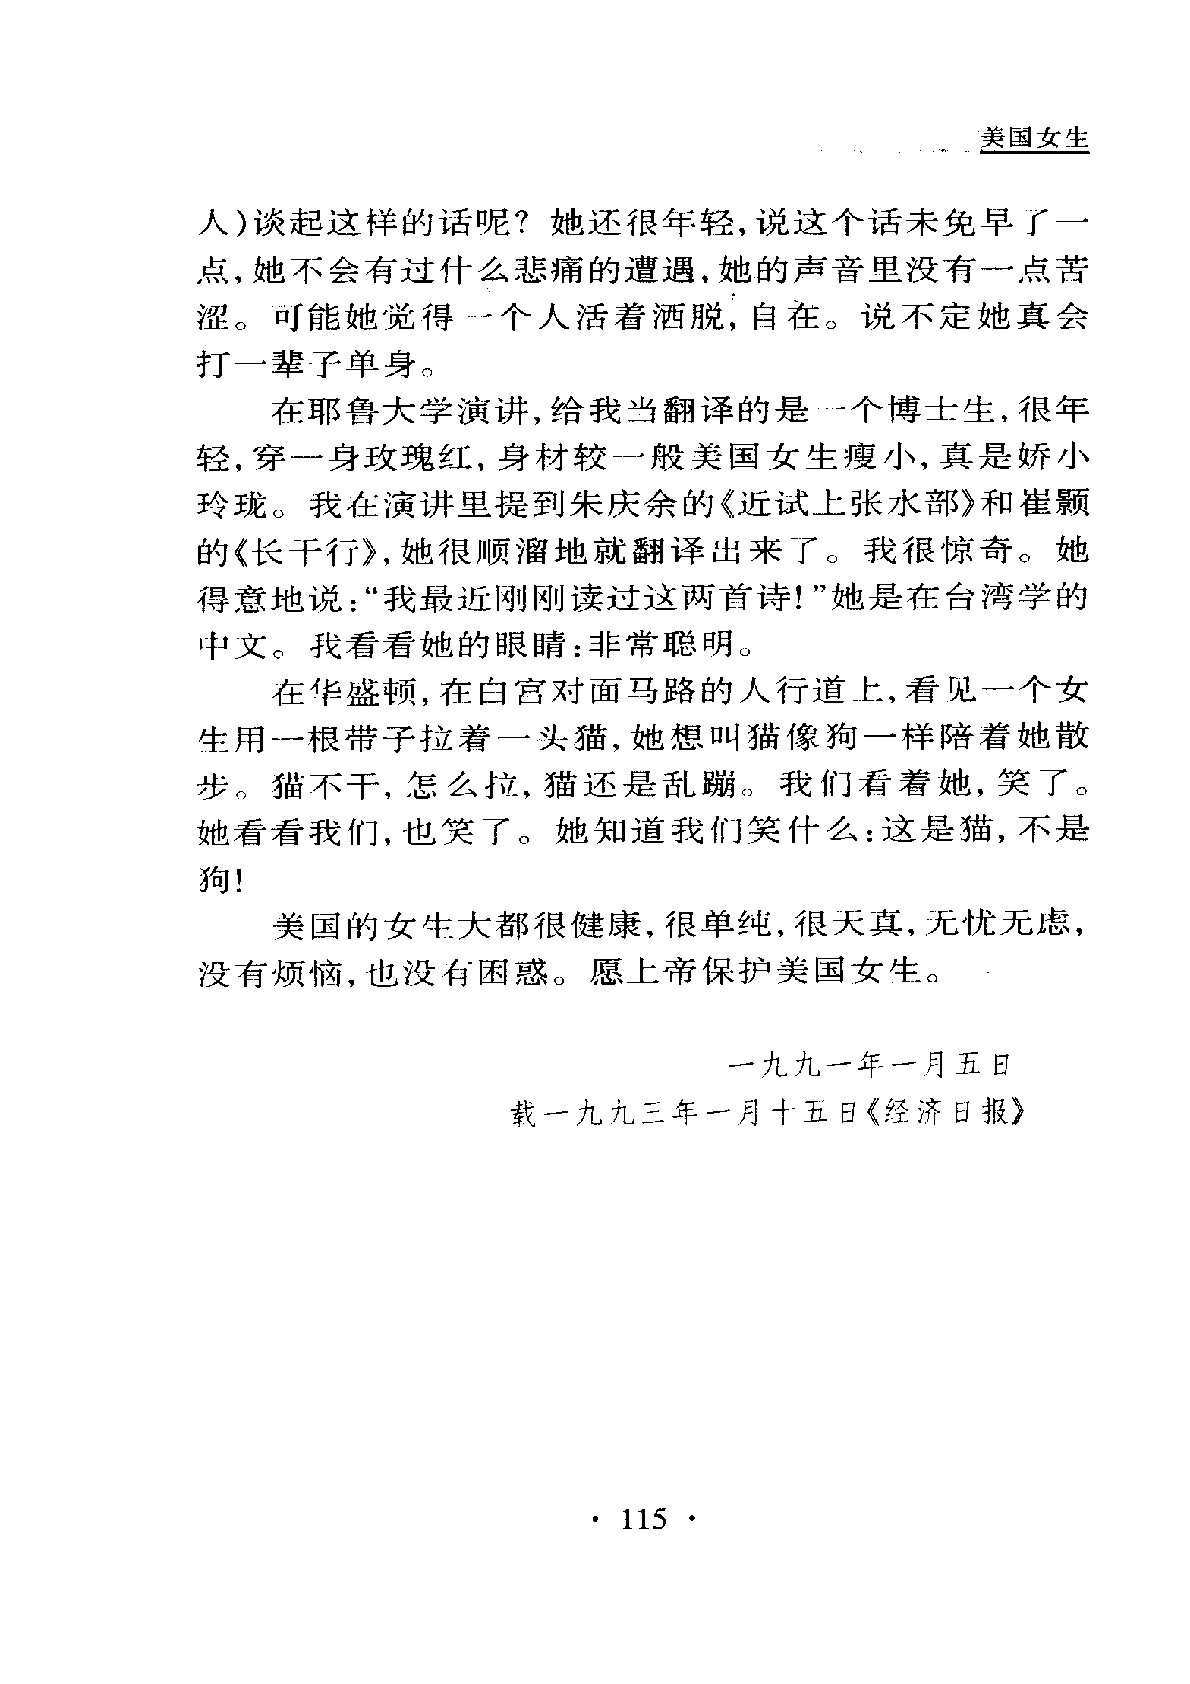 美国女生
人)谈起这样的话呢? 她还很年轻,说这个话未免早了一
点,她不会有过什么悲痛的遭遇,她的声音里没有一点苦
涩。可能她觉得一个人活着洒脱,自在。说不定她真会
打一辈子单身。
在耶鲁大学演讲,给我当翻译的是一个博士生,很年
轻,穿一身玫瑰红,身材较一般美国女生瘦小,真是娇小
玲珑。我在演讲里提到朱庆余的《近试上张水部》和崔颢
的《长干行》,她很顺溜地就翻译出来了。我很惊奇。她
得意地说:“我最近刚刚读过这两首诗!”她是在台湾学的
中文。我看看她的眼睛:非常聪明。
在华盛顿,在白宫对面马路的人行道上,看见一个女
生用一根带子拉着一头猫,她想叫猫像狗一样陪着她散
步。猫不干,怎么拉,猫还是乱蹦。我们看着她,笑了。
她看看我们,也笑了。她知道我们笑什么:这是猫,不是
狗!
美国的女生大都很健康,很单纯,很天真,无忧无虑,
没有烦恼,也没有困惑。愿上帝保护美国女生。
一九九一年一月五日
载一九九三年一月十五日《经济日报》
· 115 ·